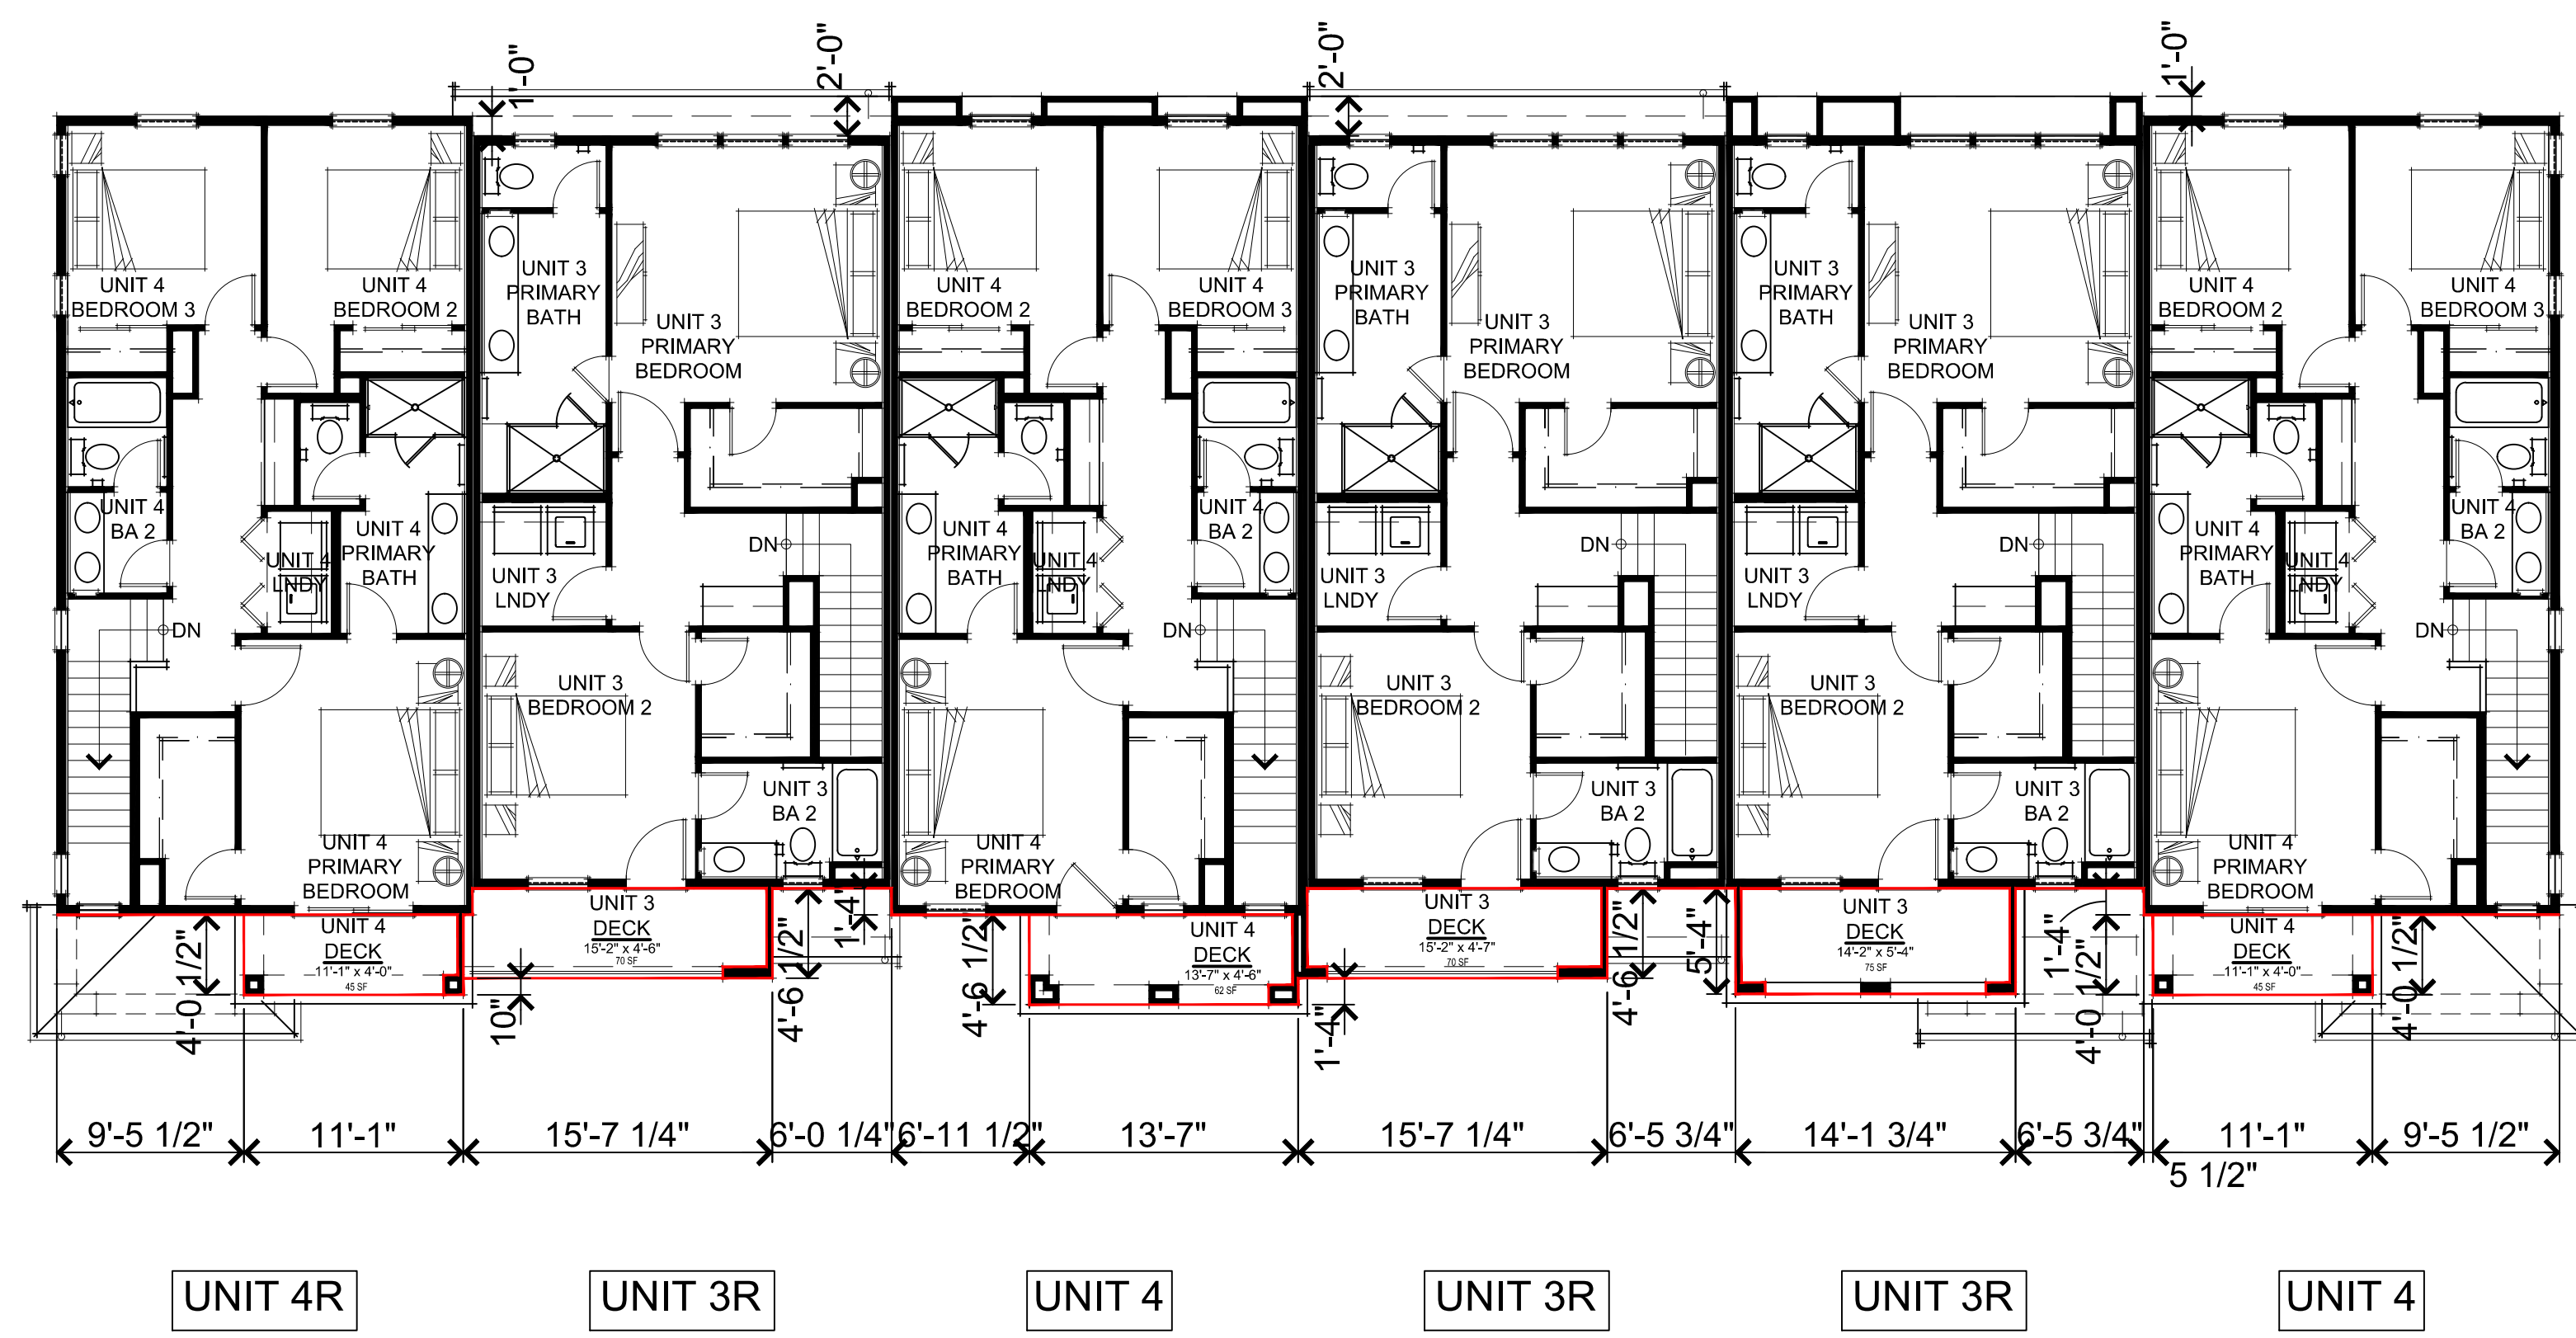 1'-0"
2'-0"
2'-0"
1'-0"
UNIT 4
BEDROOM 3
UNIT 4
BEDROOM 2
UNIT 3
PRIMARY
BATH
UNIT 3
PRIMARY
BEDROOM
UNIT 4
BEDROOM 2
UNIT 4
BEDROOM 3
UNIT 3
PRIMARY
BATH
UNIT 3
PRIMARY
BEDROOM
UNIT 3
PRIMARY
BATH
UNIT 3
PRIMARY
BEDROOM
UNIT 4
BEDROOM 2
UNIT 4
BEDROOM 3
UNIT 4
BA 2
UNIT 4
LNDY
UNIT 4
PRIMARY
BATH
UNIT 3
LNDY
DN
UNIT 4
PRIMARY
BATH
UNIT 4
LNDY
UNIT 4
BA 2
UNIT 3
LNDY
DN
UNIT 3
LNDY
DN
UNIT 4
PRIMARY
BATH
UNIT 4
LNDY
UNIT 4
BA 2
DN
DN
DN
UNIT 3
BEDROOM 2
UNIT 3
BEDROOM 2
UNIT 3
BEDROOM 2
UNIT 4
PRIMARY
BEDROOM
UNIT 3
BA 2
UNIT 4
PRIMARY
BEDROOM
UNIT 3
BA 2
UNIT 3
BA 2
UNIT 4
PRIMARY
BEDROOM
4'-0 1/2"
UNIT 4
DECK
11'-1" x 4'-0"
45 SF
UNIT 3
DECK
15'-2" x 4'-6"
70 SF
10"
4'-6 1/2"
1'-4"
4'-6 1/2"
UNIT 4
DECK
13'-7" x 4'-6"
62 SF
1'-4"
UNIT 3
DECK
15'-2" x 4'-7"
70 SF
4'-6 1/2"
5'-4"
UNIT 3
DECK
14'-2" x 5'-4"
75 SF
1'-4"
4'-0 1/2"
UNIT 4
DECK
11'-1" x 4'-0"
45 SF
4'-0 1/2"
9'-5 1/2"
11'-1"
15'-7 1/4"
6'-0 1/4"
6'-11 1/2"
13'-7"
15'-7 1/4"
6'-5 3/4"
14'-1 3/4"
6'-5 3/4"
11'-1"
9'-5 1/2"
5 1/2"
UNIT 4R
UNIT 3R
UNIT 4
UNIT 3R
UNIT 3R
UNIT 4